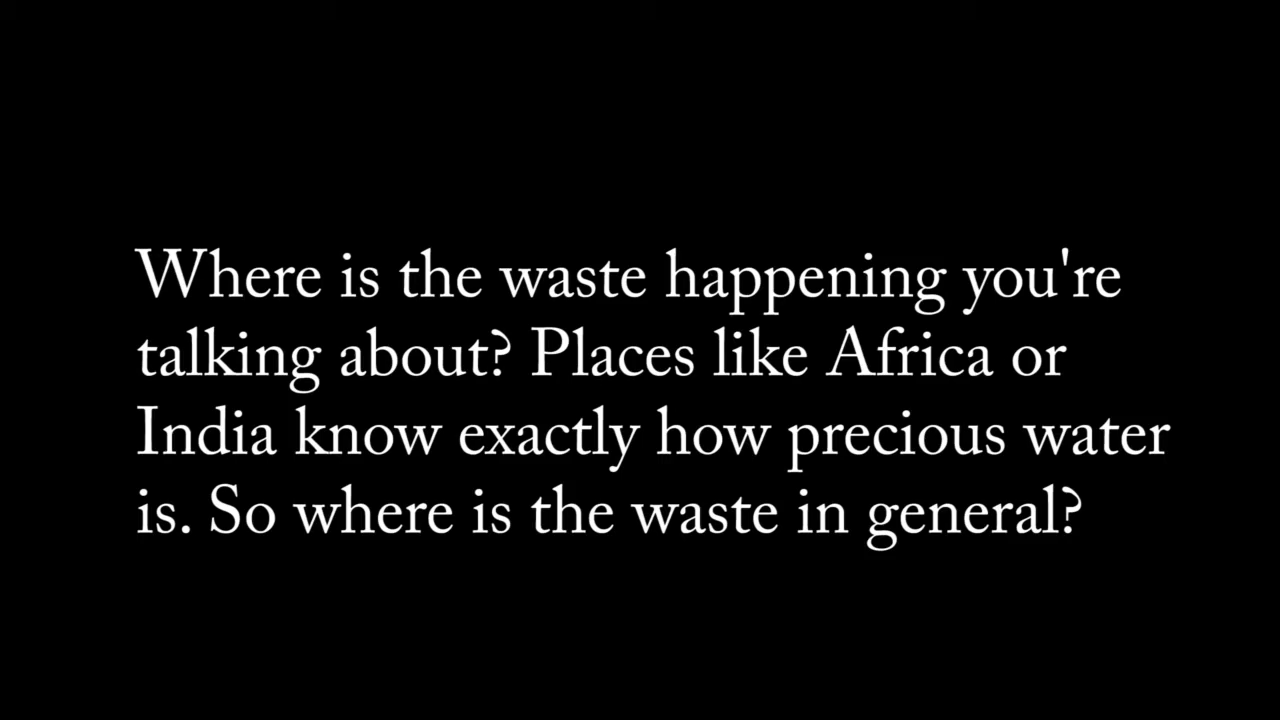 Where is the waste happening you're
talking about? Places like Africa or
India know exactly how precious water
is. So where is the waste in general?